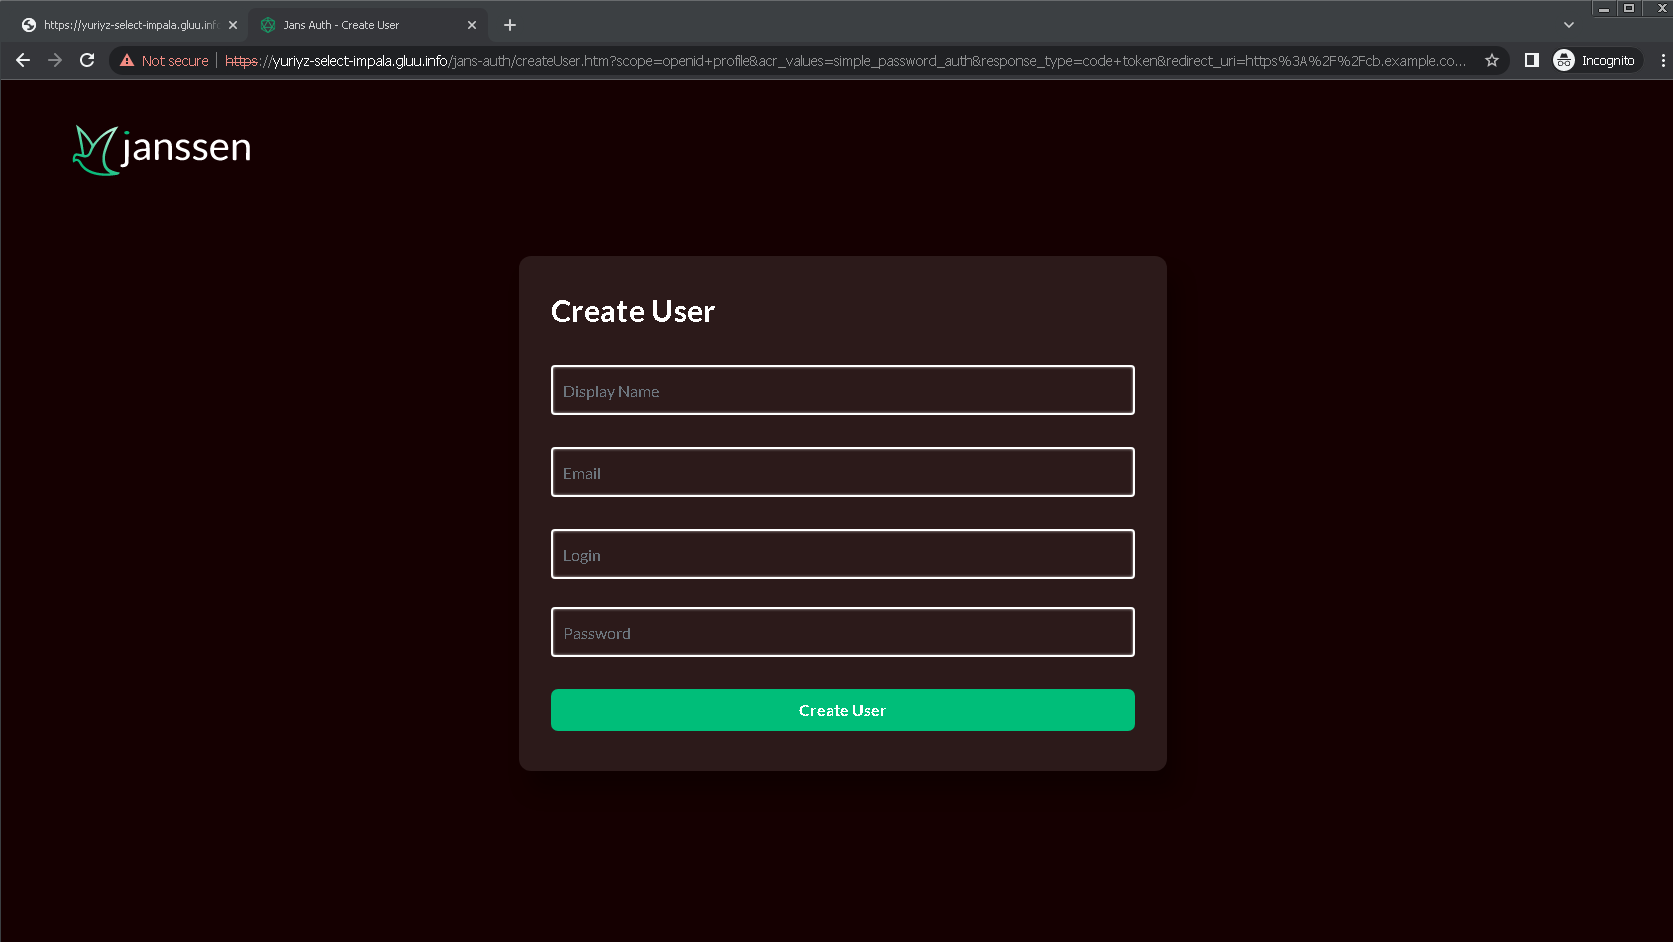 https://yuriyz-select-impala.gluu.info
Jans Auth - Create User
Not secure
https://yuriyz-select-impala.gluu.info/jans-auth/createUser.htm?scope=openid+profile&acr_values=simple_password_auth&response_type=code+token&redirect_uri=https%3A%2F%2Fcb.example.co...
Incognito
janssen
Create User
Display Name
Email
Login
Password
Create User